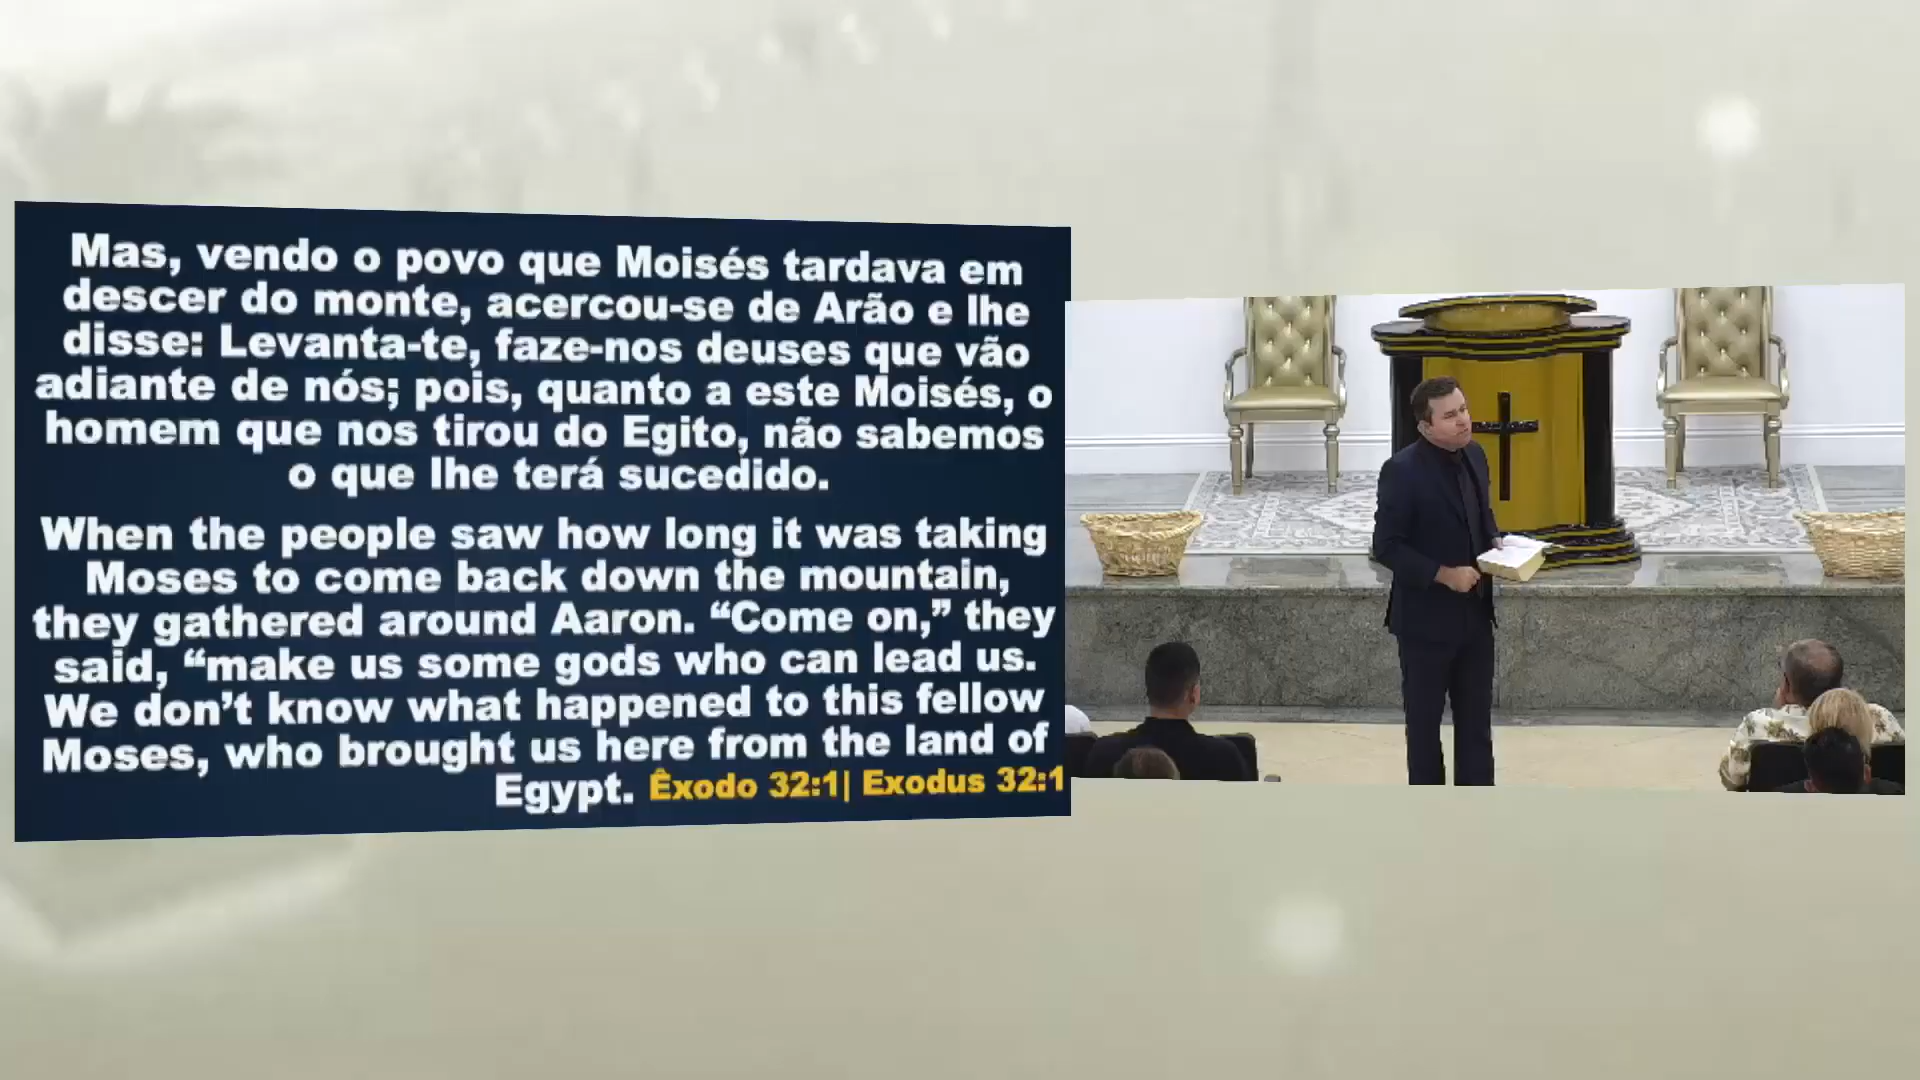 Mas, vendo o povo que Moisés tardava em
descer do monte, acercou-se de Arão e lhe
disse: Levanta-te, faze-nos deuses que vão
adiante de nós; pois, quanto a este Moisés, o
homem que nos tirou do Egito, não sabemos
o que lhe terá sucedido.
When the people saw how long it was taking
Moses to come back down the mountain,
they gathered around Aaron. “Come on,” they
said, “make us some gods who can lead us.
We don’t know what happened to this fellow
Moses, who brought us here from the land of
Egypt. Êxodo 32:1| Exodus 32:1